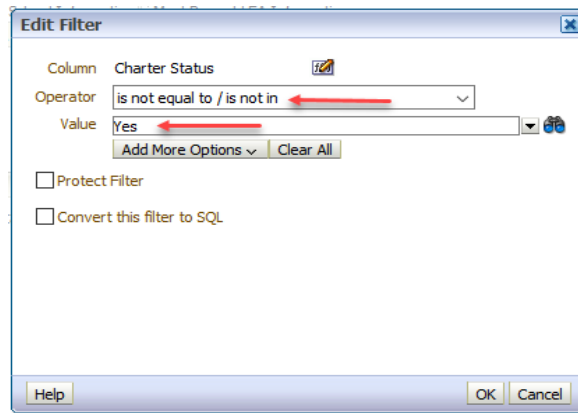 Edit Filter
Column Charter Status
Operator is not equal to / is not in
Value Yes
Add More Options Clear All
Protect Filter
Convert this filter to SQL
Help OK Cancel